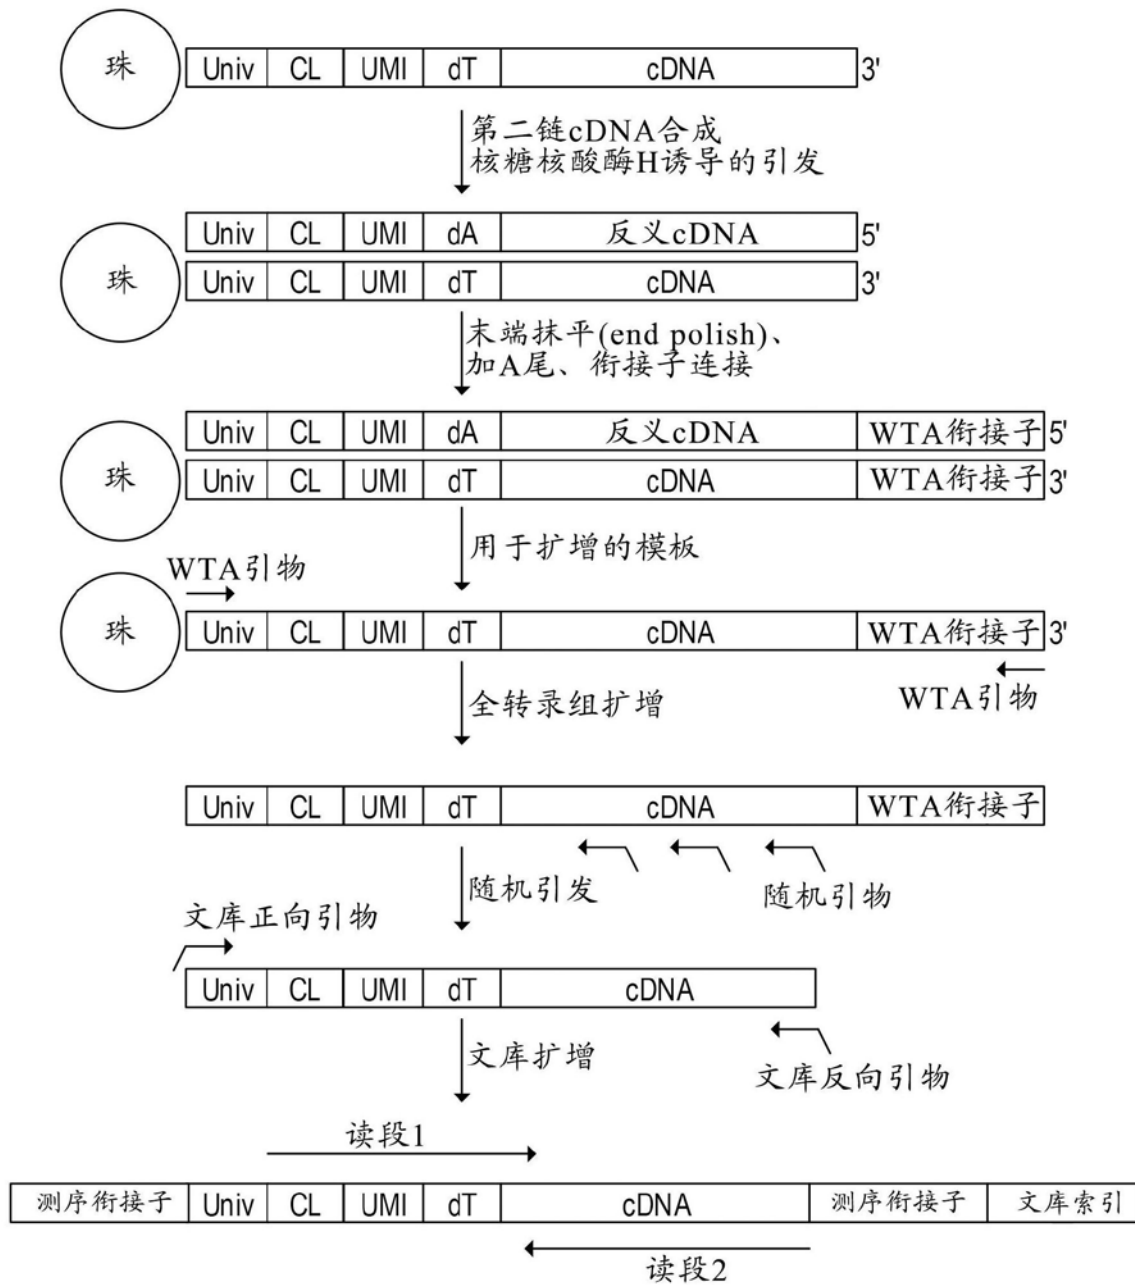 珠 Univ CL UMI dT cDNA 3'
第二链cDNA合成
核糖核酸酶H诱导的引发
Univ CL UMI dA 反义cDNA 5'
珠 Univ CL UMI dT cDNA 3'
末端抹平(end polish)、
加A尾、衔接子连接
Univ CL UMI dA 反义cDNA WTA衔接子 5'
珠 Univ CL UMI dT cDNA WTA衔接子 3'
用于扩增的模板
WTA引物
珠 Univ CL UMI dT cDNA WTA衔接子 3'
WTA引物
全转录组扩增
Univ CL UMI dT cDNA WTA衔接子
随机引发
随机引物
文库正向引物
Univ CL UMI dT cDNA
文库扩增
文库反向引物
读段1
测序衔接子 Univ CL UMI dT cDNA 测序衔接子 文库索引
读段2